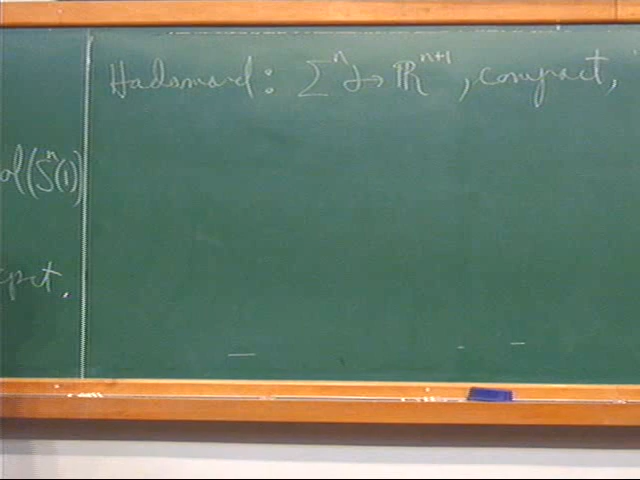 Hadamard: Σⁿ ↬ ℝⁿ⁺¹, compact,
ol(Sⁿ(1)
pct.